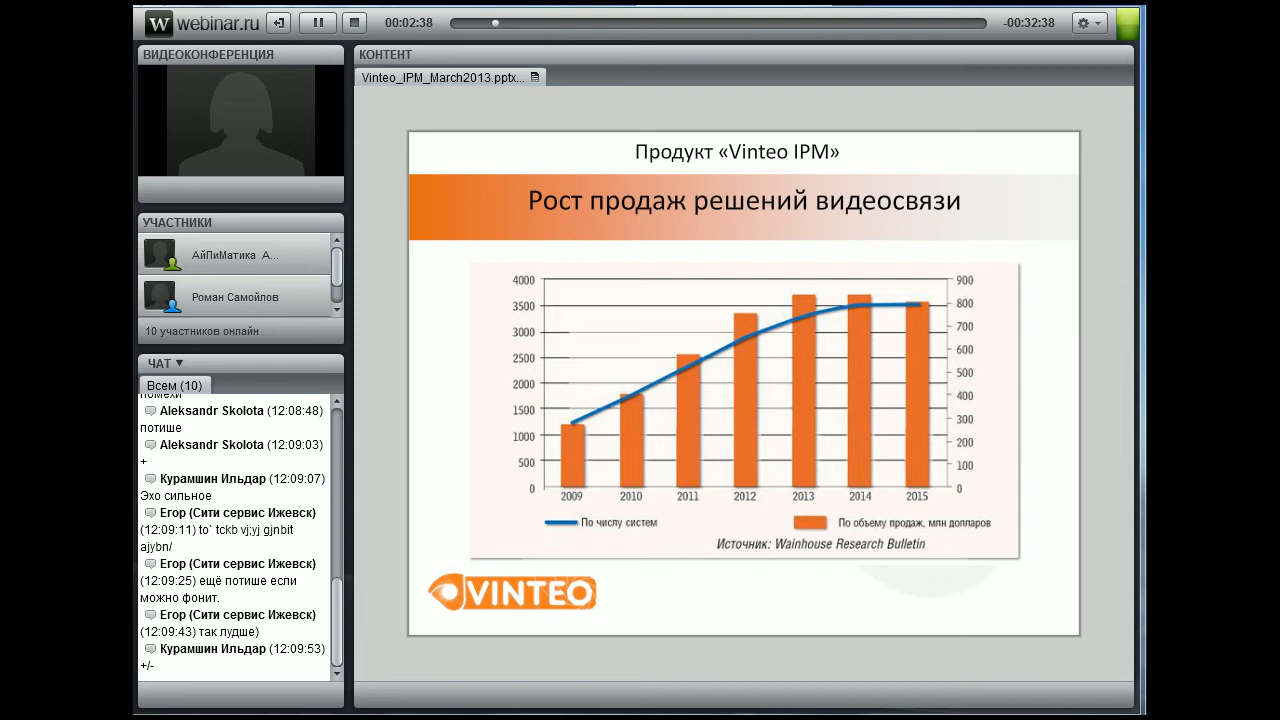 W webinar.ru
00:02:38
-00:32:38
ВИДЕОКОНФЕРЕНЦИЯ
УЧАСТНИКИ
АйПиМатика А...
Роман Самойлов
10 участников онлайн
ЧАТ
Всем (10)
помехи
Aleksandr Skolota (12:08:48)
потише
Aleksandr Skolota (12:09:03)
+
Курамшин Ильдар (12:09:07)
Эхо сильное
Егор (Сити сервис Ижевск)
(12:09:11) to` tckb vj;yj gjnbit
ajybn/
Егор (Сити сервис Ижевск)
(12:09:25) ещё потише если
можно фонит.
Егор (Сити сервис Ижевск)
(12:09:43) так лудше)
Курамшин Ильдар (12:09:53)
+/-
КОНТЕНТ
Vinteo_IPM_March2013.pptx...
Продукт «Vinteo IPM»
Рост продаж решений видеосвязи
4000
3500
3000
2500
2000
1500
1000
500
0
900
800
700
600
500
400
300
200
100
0
2009 2010 2011 2012 2013 2014 2015
По числу систем
По объему продаж, млн долларов
Источник: Wainhouse Research Bulletin
VINTEO